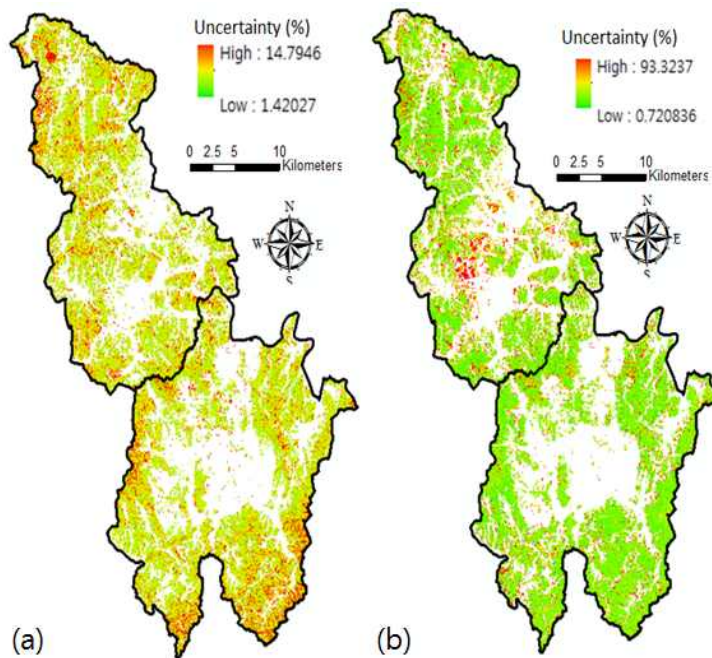 Uncertainty (%)
High : 14.7946
Low : 1.42027
0 2.5 5 10
Kilometers
N
W E
S
(a)
Uncertainty (%)
High : 93.3237
Low : 0.720836
0 2.5 5 10
Kilometers
N
W E
S
(b)